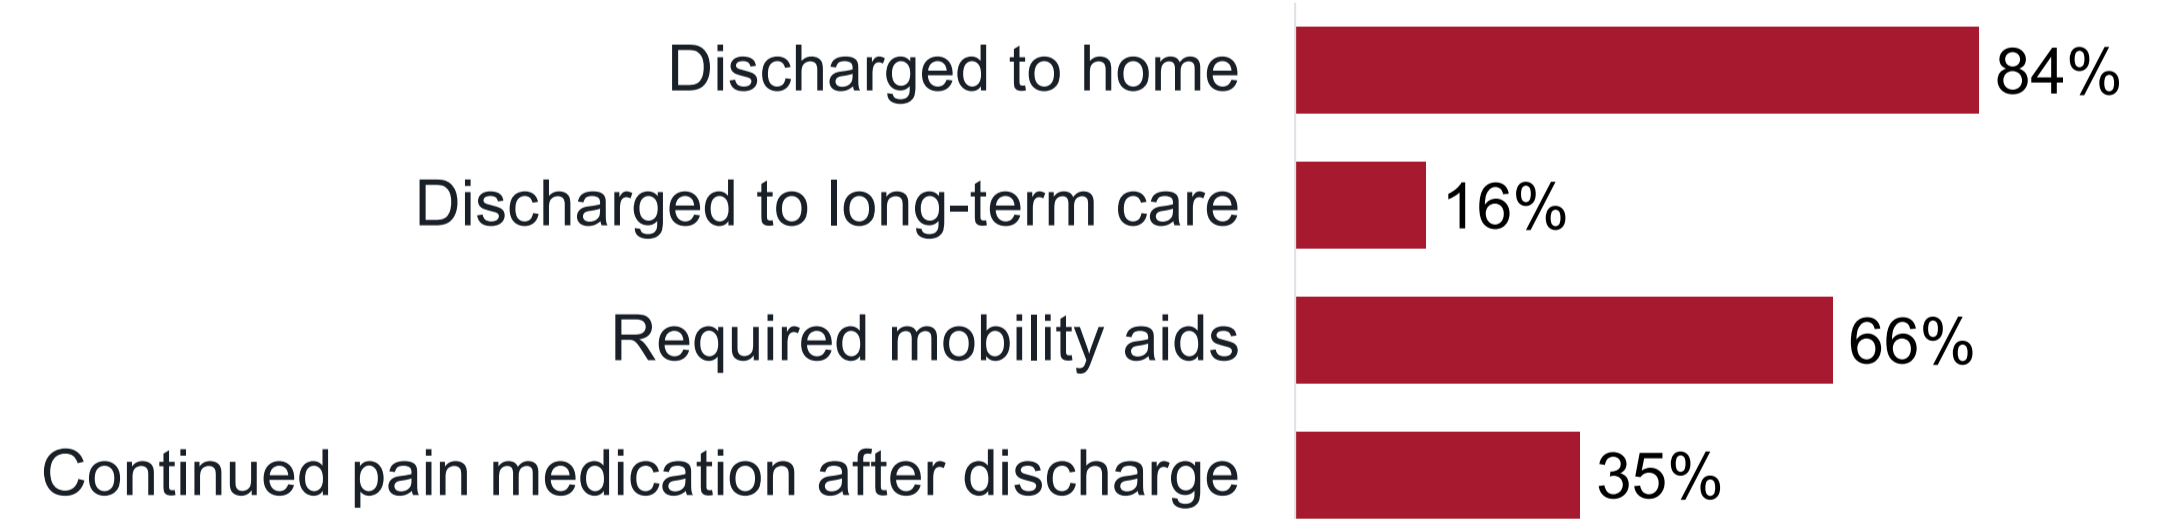 Discharged to home 84%
Discharged to long-term care 16%
Required mobility aids 66%
Continued pain medication after discharge 35%